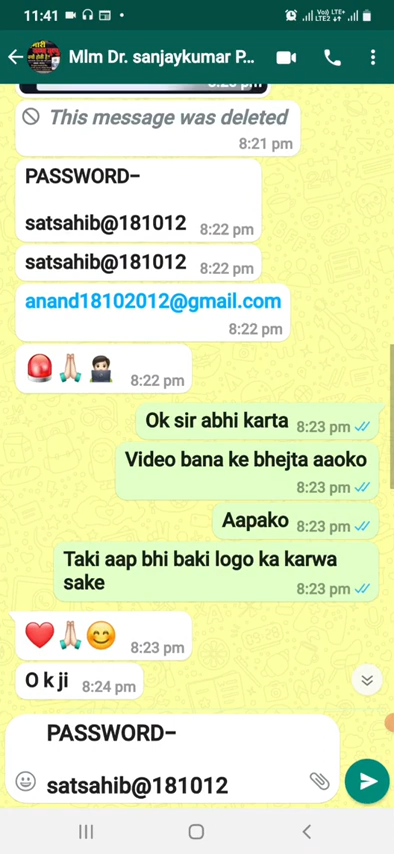 11:41
Vo)) LTE+
LTE2
Mlm Dr. sanjaykumar P...
This message was deleted
8:21 pm
PASSWORD-
satsahib@181012 8:22 pm
satsahib@181012 8:22 pm
anand18102012@gmail.com
8:22 pm
8:22 pm
Ok sir abhi karta 8:23 pm
Video bana ke bhejta aaoko
8:23 pm
Aapako 8:23 pm
Taki aap bhi baki logo ka karwa
sake 8:23 pm
8:23 pm
O k ji 8:24 pm
PASSWORD-
satsahib@181012